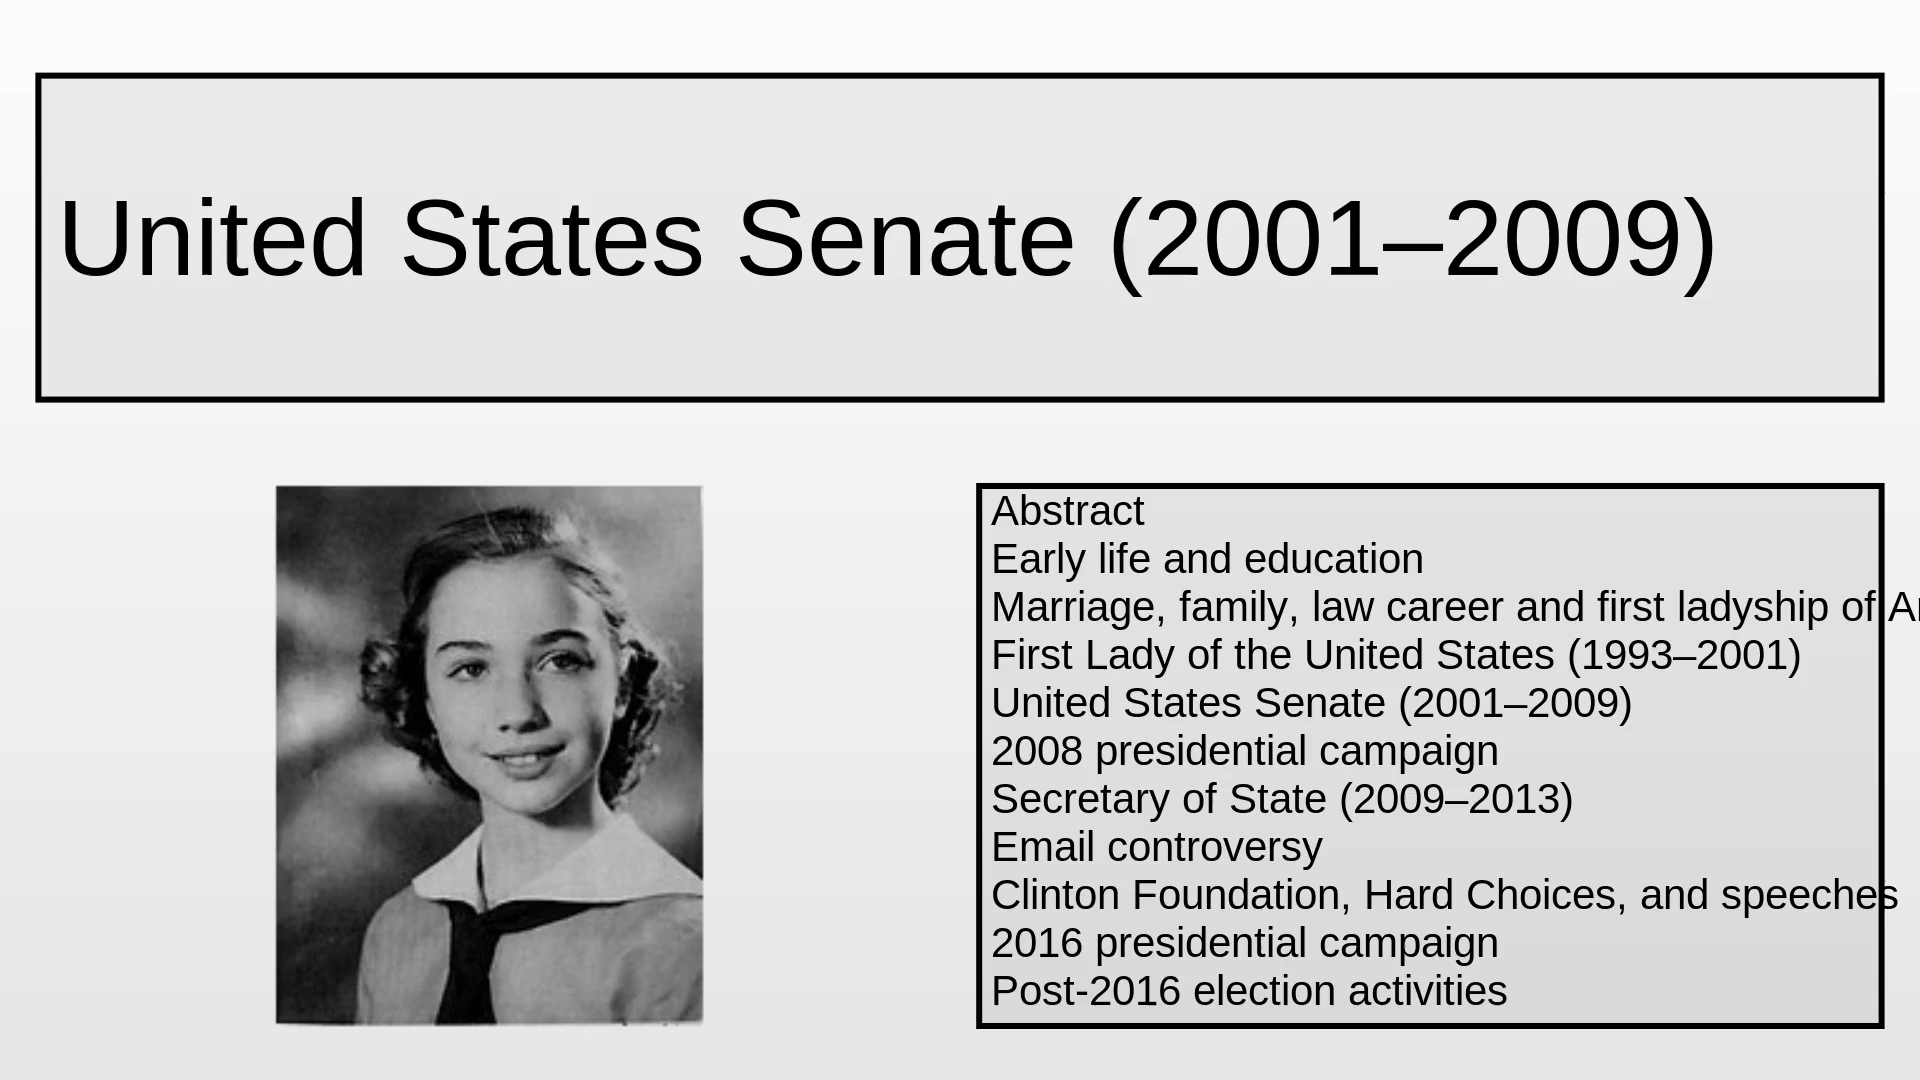 United States Senate (2001–2009)
Abstract
Early life and education
Marriage, family, law career and first ladyship of
First Lady of the United States (1993–2001)
United States Senate (2001–2009)
2008 presidential campaign
Secretary of State (2009–2013)
Email controversy
Clinton Foundation, Hard Choices, and speeches
2016 presidential campaign
Post-2016 election activities